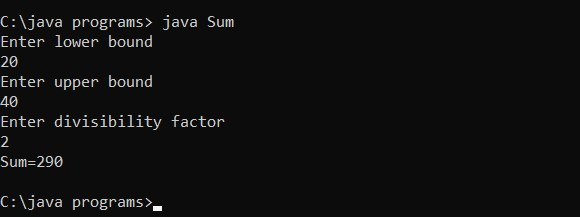 C:\java programs> java Sum
Enter lower bound
20
Enter upper bound
40
Enter divisibility factor
2
Sum=290
C:\java programs>